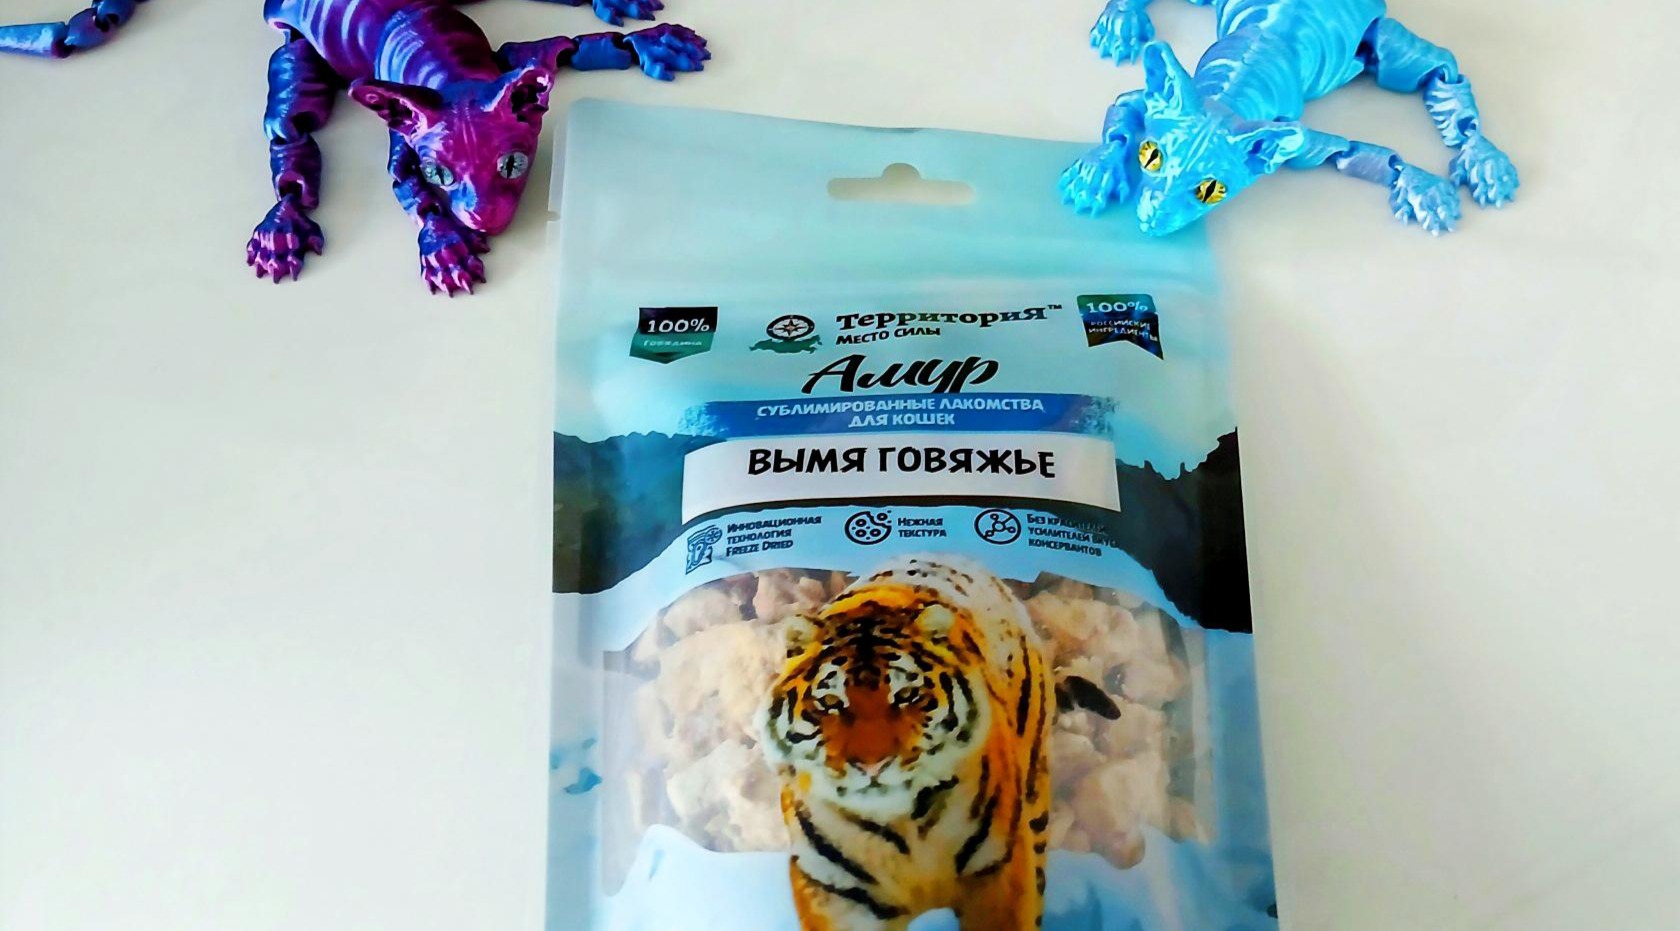 100%
ГОВЯДИНА
ТерриториЯ™
МЕСТО СИЛЫ
100%
РОССИЙСКИЕ
ИНГРЕДИЕНТЫ
Амур
СУБЛИМИРОВАННЫЕ ЛАКОМСТВА
ДЛЯ КОШЕК
ВЫМЯ ГОВЯЖЬЕ
ИННОВАЦИОННАЯ
ТЕХНОЛОГИЯ
FREEZE DRIED
НЕЖНАЯ
ТЕКСТУРА
БЕЗ КРАСИТЕЛЕЙ,
УСИЛИТЕЛЕЙ ВКУСА
КОНСЕРВАНТОВ